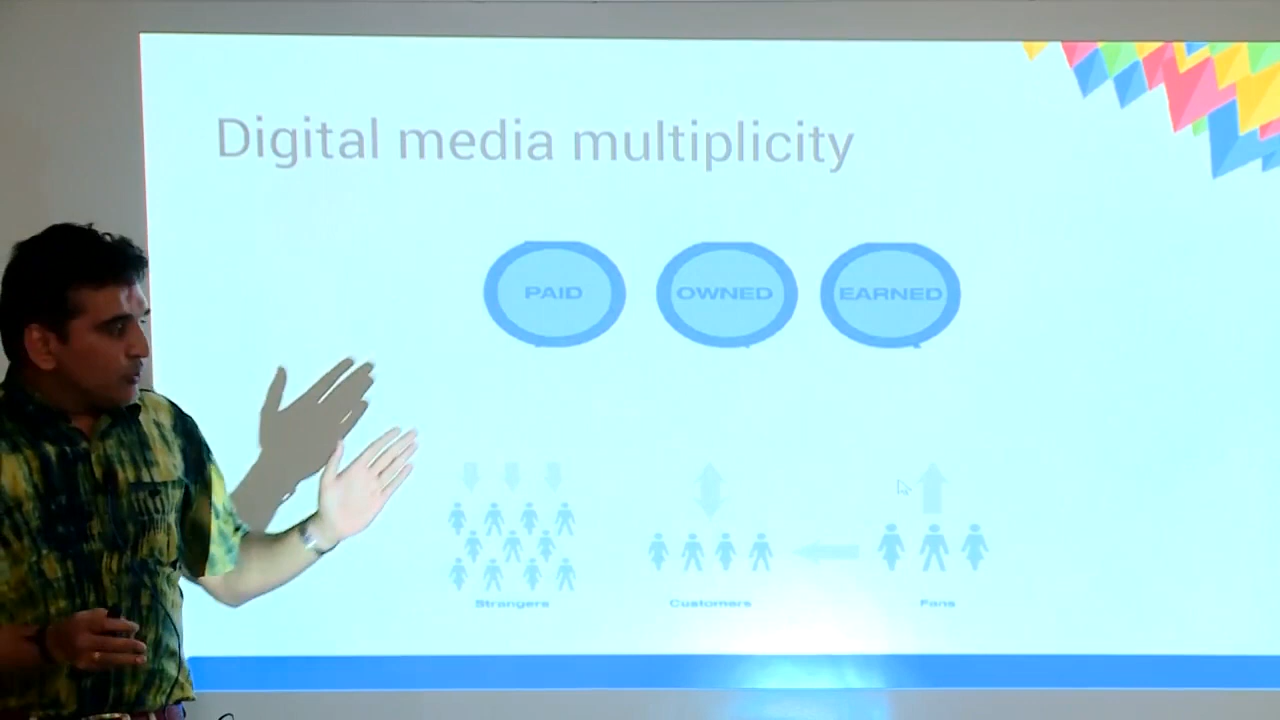 Digital media multiplicity
PAID OWNED EARNED
Strangers Customers Fans